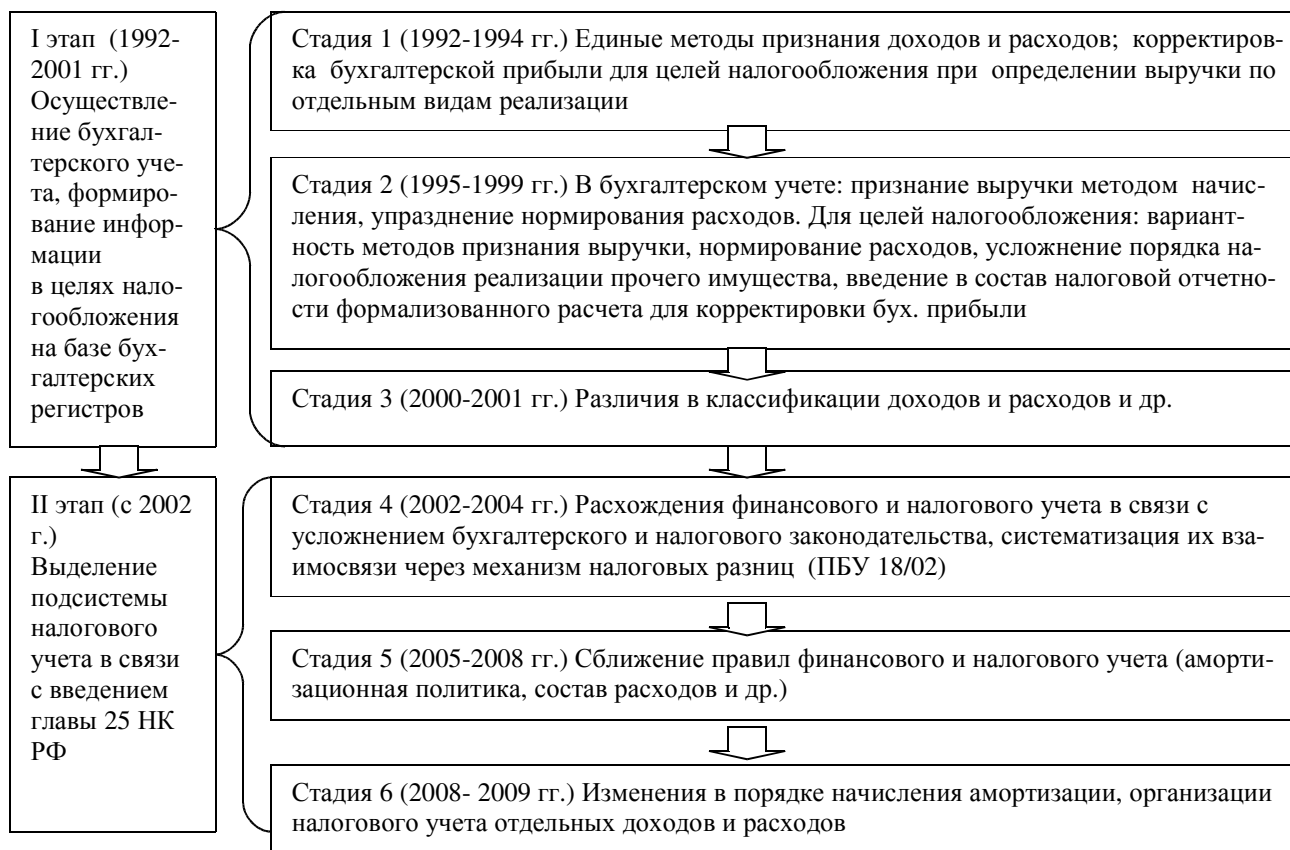 I этап (1992-
2001 гг.)
Осуществле-
ние бухгал-
терского уче-
та, формиро-
вание инфор-
мации
в целях нало-
гообложения
на базе бух-
галтерских
регистров
Стадия 1 (1992-1994 гг.) Единые методы признания доходов и расходов; корректиров-
ка бухгалтерской прибыли для целей налогообложения при определении выручки по
отдельным видам реализации
Стадия 2 (1995-1999 гг.) В бухгалтерском учете: признание выручки методом начис-
ления, упразднение нормирования расходов. Для целей налогообложения: вариант-
ность методов признания выручки, нормирование расходов, усложнение порядка на-
логообложения реализации прочего имущества, введение в состав налоговой отчетно-
сти формализованного расчета для корректировки бух. прибыли
Стадия 3 (2000-2001 гг.) Различия в классификации доходов и расходов и др.
II этап (с 2002
г.)
Выделение
подсистемы
налогового
учета в связи
с введением
главы 25 НК
РФ
Стадия 4 (2002-2004 гг.) Расхождения финансового и налогового учета в связи с
усложнением бухгалтерского и налогового законодательства, систематизация их вза-
имосвязи через механизм налоговых разниц (ПБУ 18/02)
Стадия 5 (2005-2008 гг.) Сближение правил финансового и налогового учета (аморти-
зационная политика, состав расходов и др.)
Стадия 6 (2008- 2009 гг.) Изменения в порядке начисления амортизации, организации
налогового учета отдельных доходов и расходов